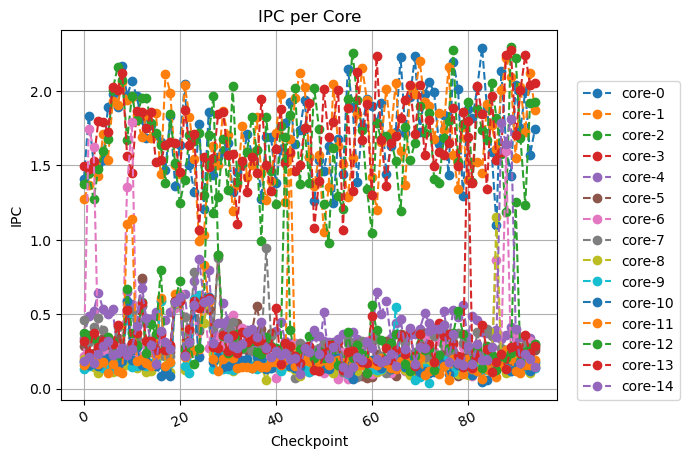 IPC per Core
IPC
2.0
1.5
1.0
0.5
0.0
0
20
40
60
80
Checkpoint
core-0
core-1
core-2
core-3
core-4
core-5
core-6
core-7
core-8
core-9
core-10
core-11
core-12
core-13
core-14